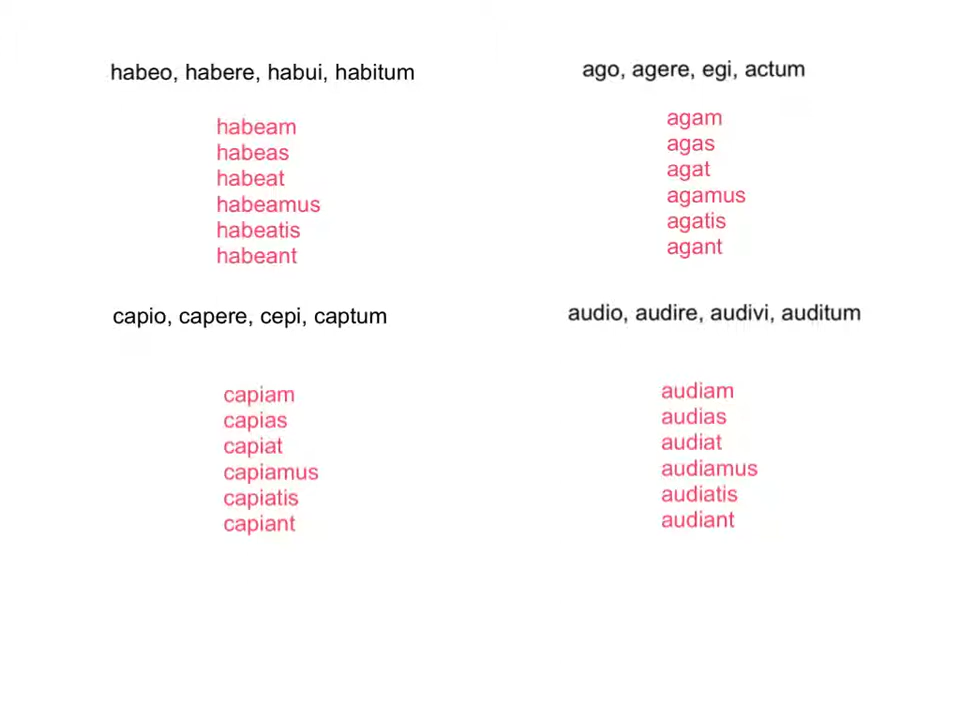 habeo, habere, habui, habitum
habeam
habeas
habeat
habeamus
habeatis
habeant
ago, agere, egi, actum
agam
agas
agat
agamus
agatis
agant
capio, capere, cepi, captum
capiam
capias
capiat
capiamus
capiatis
capiant
audio, audire, audivi, auditum
audiam
audias
audiat
audiamus
audiatis
audiant